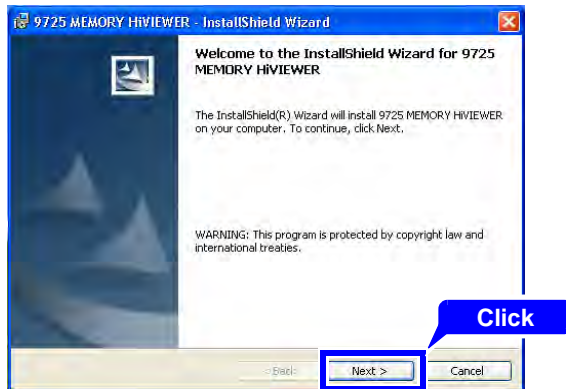 9725 MEMORY HiVIEWER - InstallShield Wizard
Welcome to the InstallShield Wizard for 9725
MEMORY HiVIEWER
The InstallShield(R) Wizard will install 9725 MEMORY HiVIEWER
on your computer. To continue, click Next.
WARNING: This program is protected by copyright law and
international treaties.
Click
< Back Next > Cancel